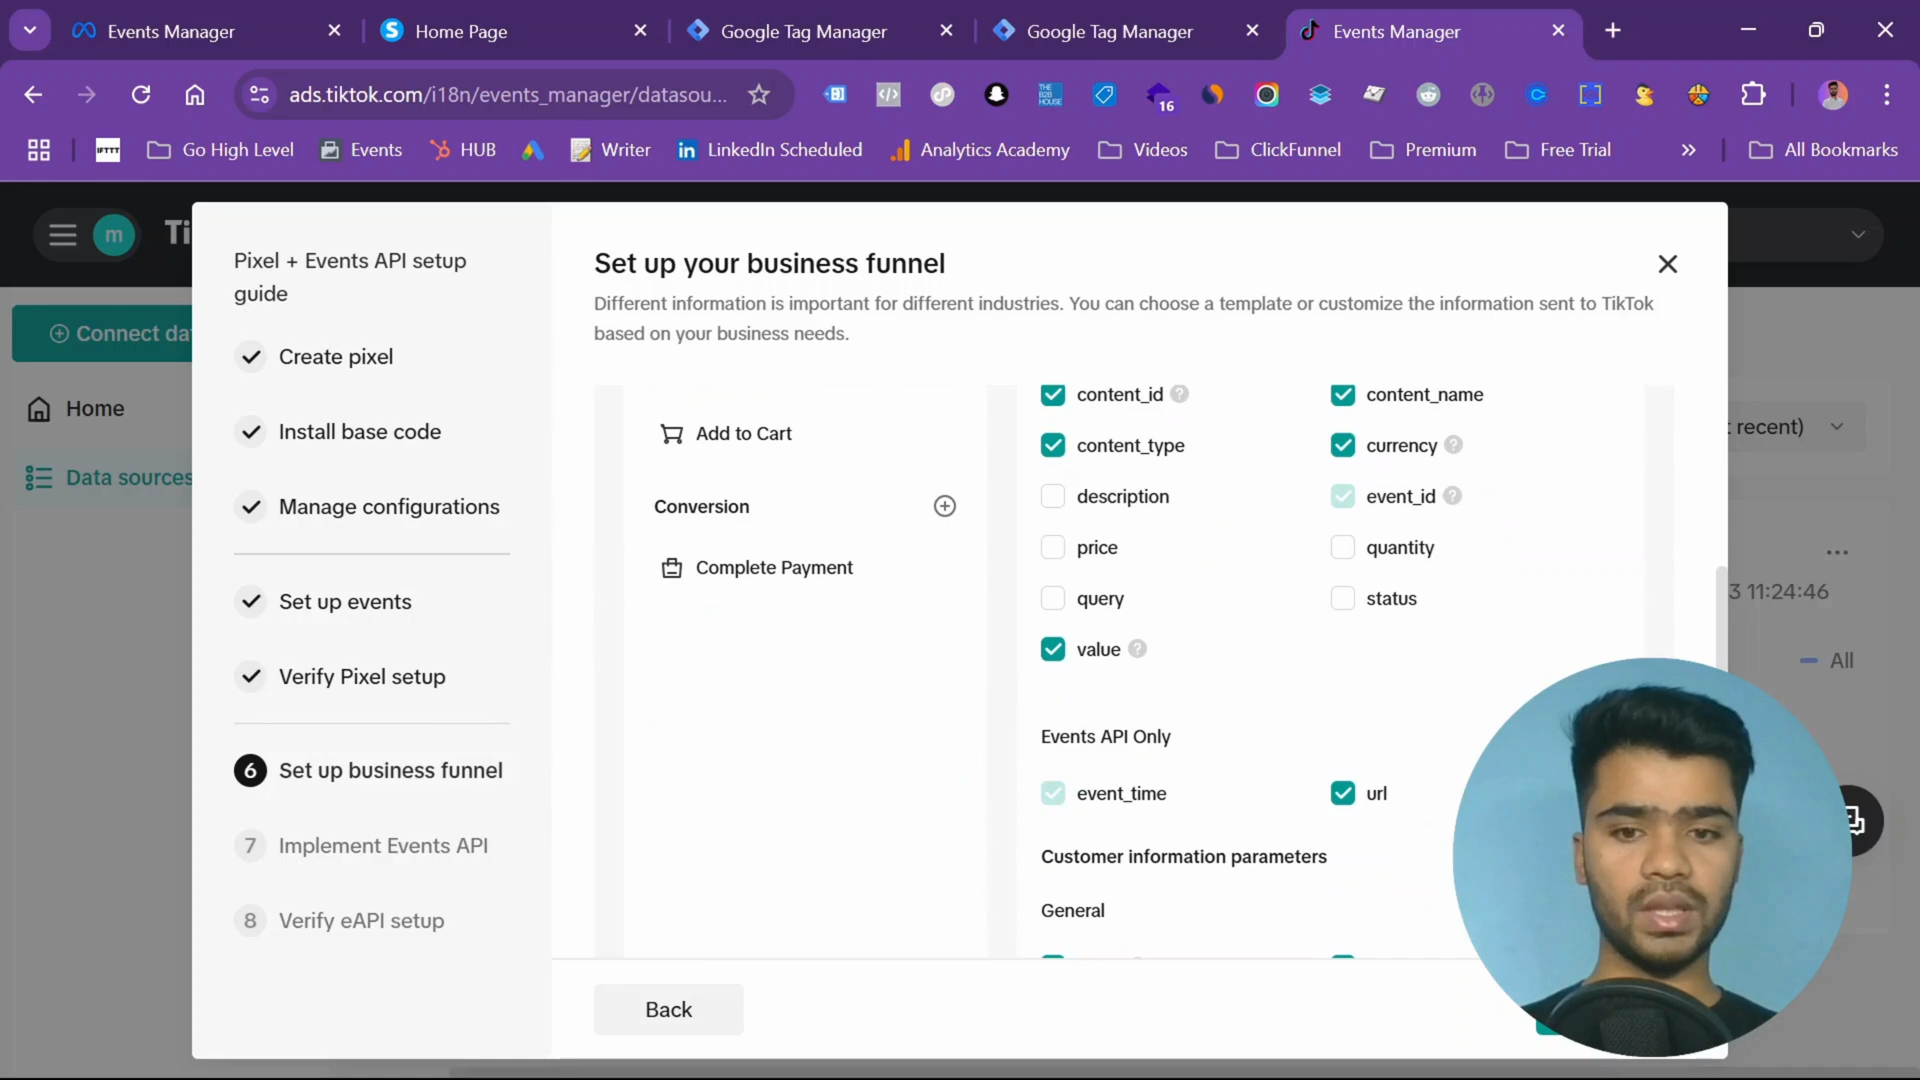 Events Manager
Home Page
Google Tag Manager
Google Tag Manager
Events Manager
ads.tiktok.com/i18n/events_manager/datasou...
THE B2B HOUSE
16
IFTTT
Go High Level
Events
HUB
Writer
LinkedIn Scheduled
Analytics Academy
Videos
ClickFunnel
Premium
Free Trial
All Bookmarks
m
Ti
Connect da
Home
Data sources
t recent)
3 11:24:46
All
Pixel + Events API setup
guide
Create pixel
Install base code
Manage configurations
Set up events
Verify Pixel setup
6 Set up business funnel
7 Implement Events API
8 Verify eAPI setup
Set up your business funnel
Different information is important for different industries. You can choose a template or customize the information sent to TikTok
based on your business needs.
Add to Cart
Conversion
Complete Payment
content_id ? content_name
content_type currency ?
description event_id ?
price quantity
query status
value ?
Events API Only
event_time url
Customer information parameters
General
Back